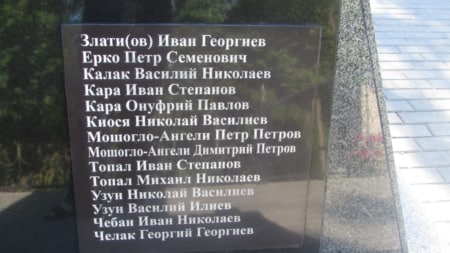 Злати(ов) Иван Георгиев
Ерко Петр Семенович
Калак Василий Николаев
Кара Иван Степанов
Кара Онуфрий Павлов
Киося Николай Василиев
Мошогло-Ангели Петр Петров
Мошогло-Ангели Димитрий Петров
Топал Иван Степанов
Топал Михаил Николаев
Узун Николай Василиев
Узун Василий Илиев
Чебан Иван Николаев
Челак Георгий Георгиев